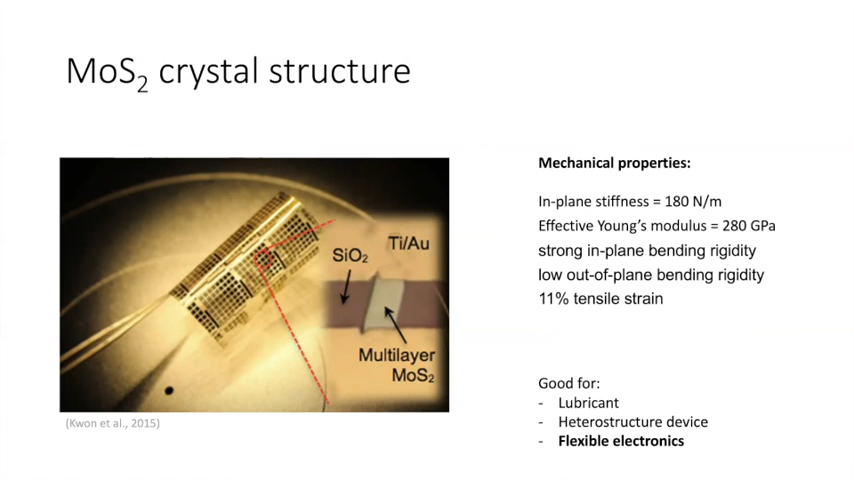 MoS₂ crystal structure
Ti/Au
SiO₂
Multilayer
MoS₂
(Kwon et al., 2015)
Mechanical properties:
In-plane stiffness = 180 N/m
Effective Young's modulus = 280 GPa
strong in-plane bending rigidity
low out-of-plane bending rigidity
11% tensile strain
Good for:
- Lubricant
- Heterostructure device
- Flexible electronics